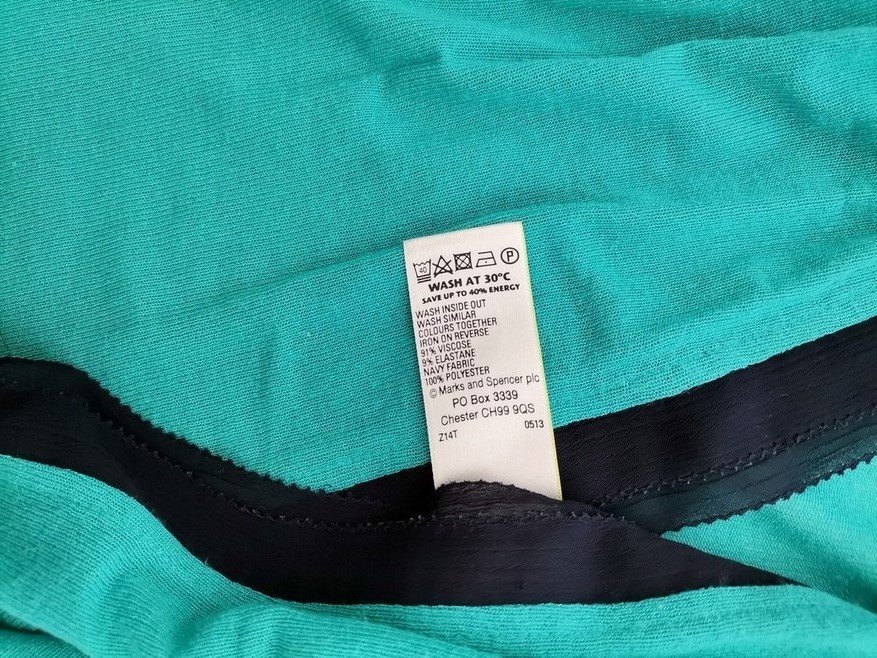 40 P
WASH AT 30°C
SAVE UP TO 40% ENERGY
WASH INSIDE OUT
WASH SIMILAR
COLOURS TOGETHER
IRON ON REVERSE
91% VISCOSE
9% ELASTANE
NAVY FABRIC
100% POLYESTER
© Marks and Spencer plc
PO Box 3339
Chester CH99 9QS
Z14T 0513